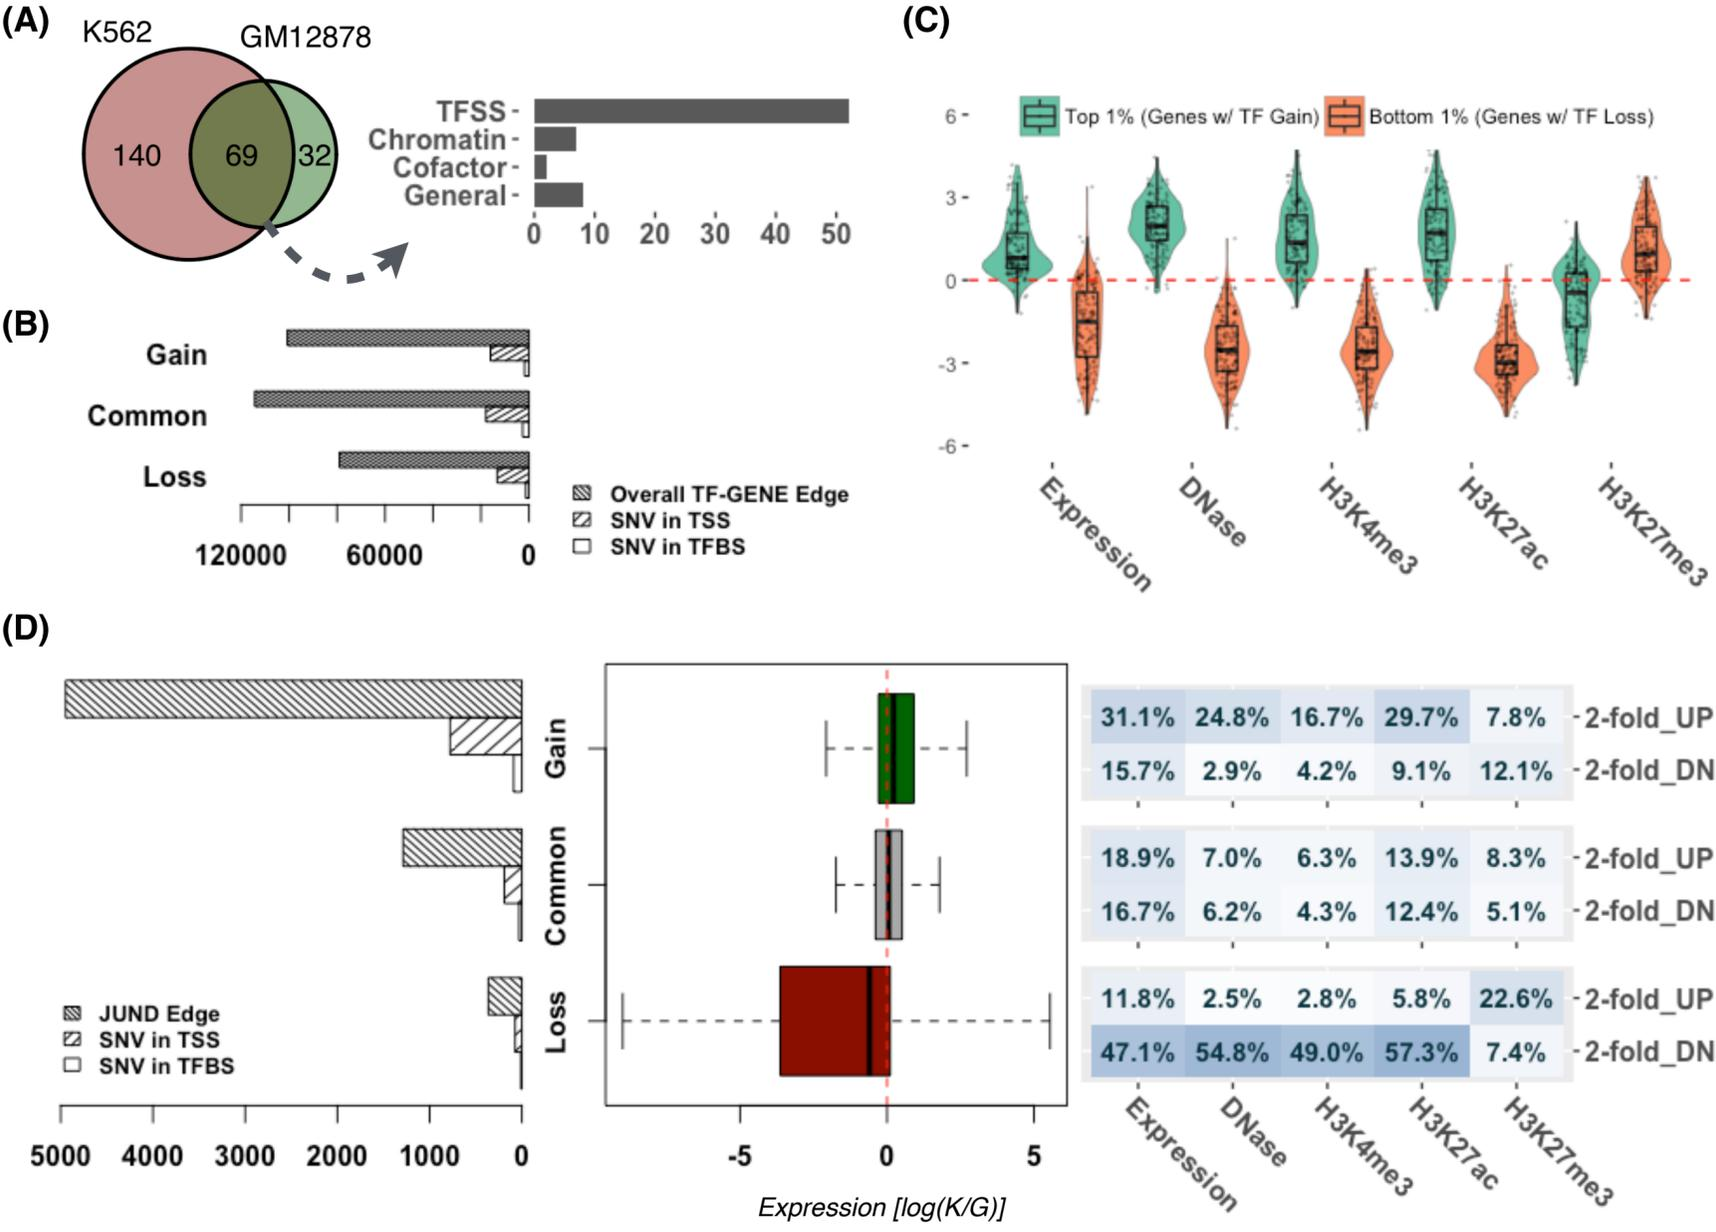 (A)
K562
GM12878
140
69
32
TFSS
Chromatin
Cofactor
General
0 10 20 30 40 50
(B)
Gain
Common
Loss
120000 60000 0
Overall TF-GENE Edge
SNV in TSS
SNV in TFBS
(C)
Top 1% (Genes w/ TF Gain)
Bottom 1% (Genes w/ TF Loss)
6
3
0
-3
-6
Expression
DNase
H3K4me3
H3K27ac
H3K27me3
(D)
JUND Edge
SNV in TSS
SNV in TFBS
5000 4000 3000 2000 1000 0
Gain
Common
Loss
-5 0 5
Expression [log(K/G)]
31.1% 24.8% 16.7% 29.7% 7.8% 2-fold_UP
15.7% 2.9% 4.2% 9.1% 12.1% 2-fold_DN
18.9% 7.0% 6.3% 13.9% 8.3% 2-fold_UP
16.7% 6.2% 4.3% 12.4% 5.1% 2-fold_DN
11.8% 2.5% 2.8% 5.8% 22.6% 2-fold_UP
47.1% 54.8% 49.0% 57.3% 7.4% 2-fold_DN
Expression
DNase
H3K4me3
H3K27ac
H3K27me3